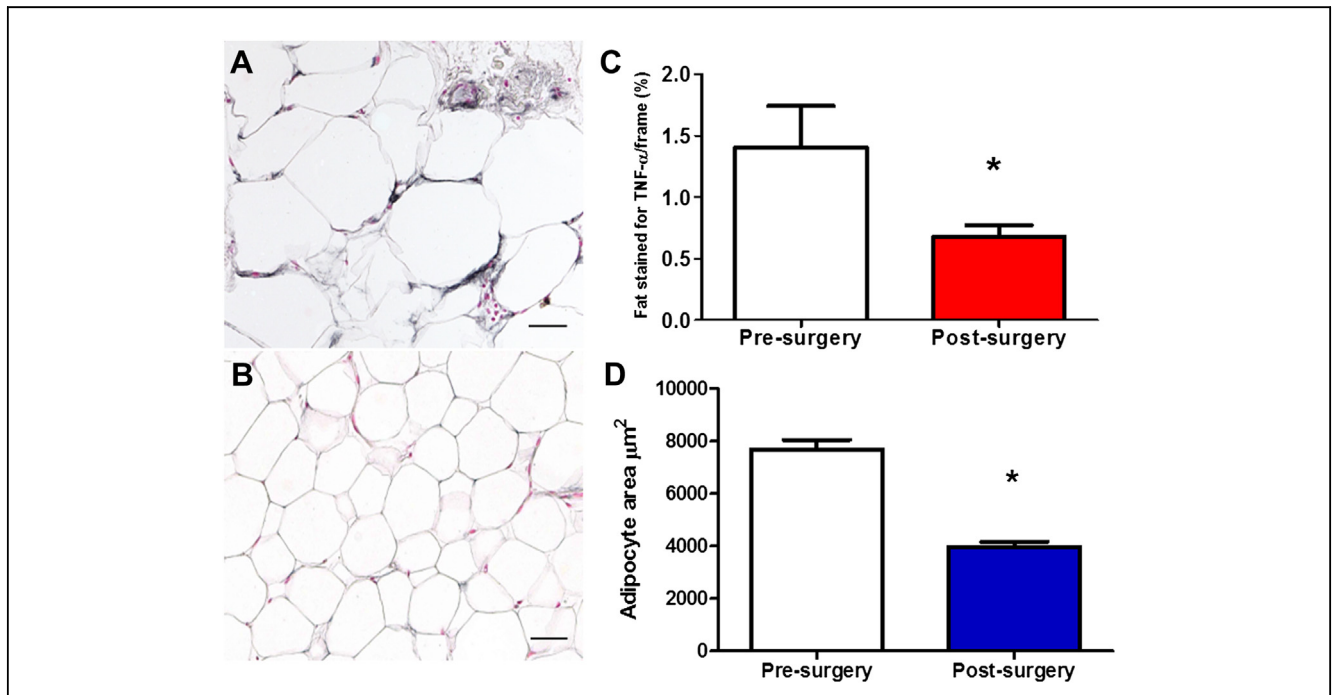 A
B
C
Fat stained for TNF-α/frame (%)
2.0
1.5
1.0
0.5
0.0
*
Pre-surgery Post-surgery
D
Adipocyte area μm²
10000
8000
6000
4000
2000
0
*
Pre-surgery Post-surgery